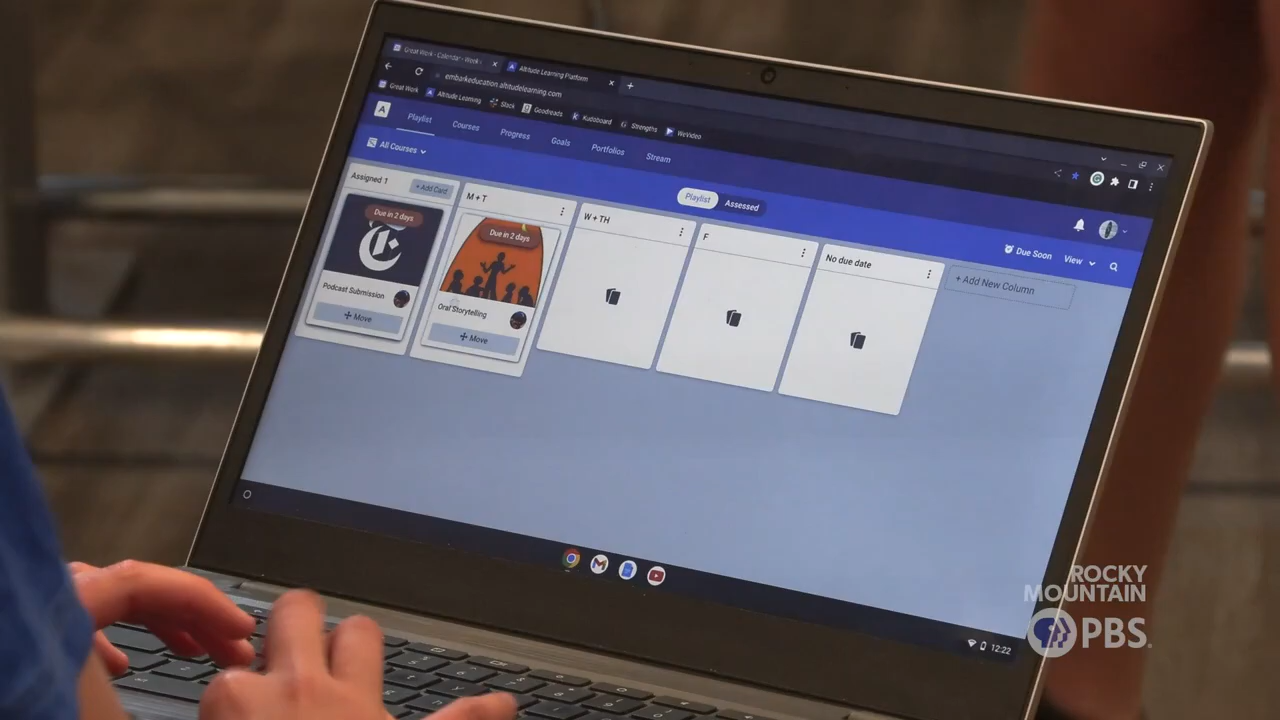 Great Work - Calendar - Week
Altitude Learning Platform
embarkeducation.altitudelearning.com
Great Work
Altitude Learning
Slack
Goodreads
Kudoboard
Strengths
WeVideo
A
Playlist
Courses
Progress
Goals
Portfolios
Stream
All Courses
Playlist
Assessed
Due Soon
View
Assigned 1
+ Add Card
M + T
W + TH
F
No due date
+ Add New Column
Due in 2 days
Podcast Submission
Move
Due in 2 days
Oral Storytelling
Move
12:22
ROCKY
MOUNTAIN
PBS.